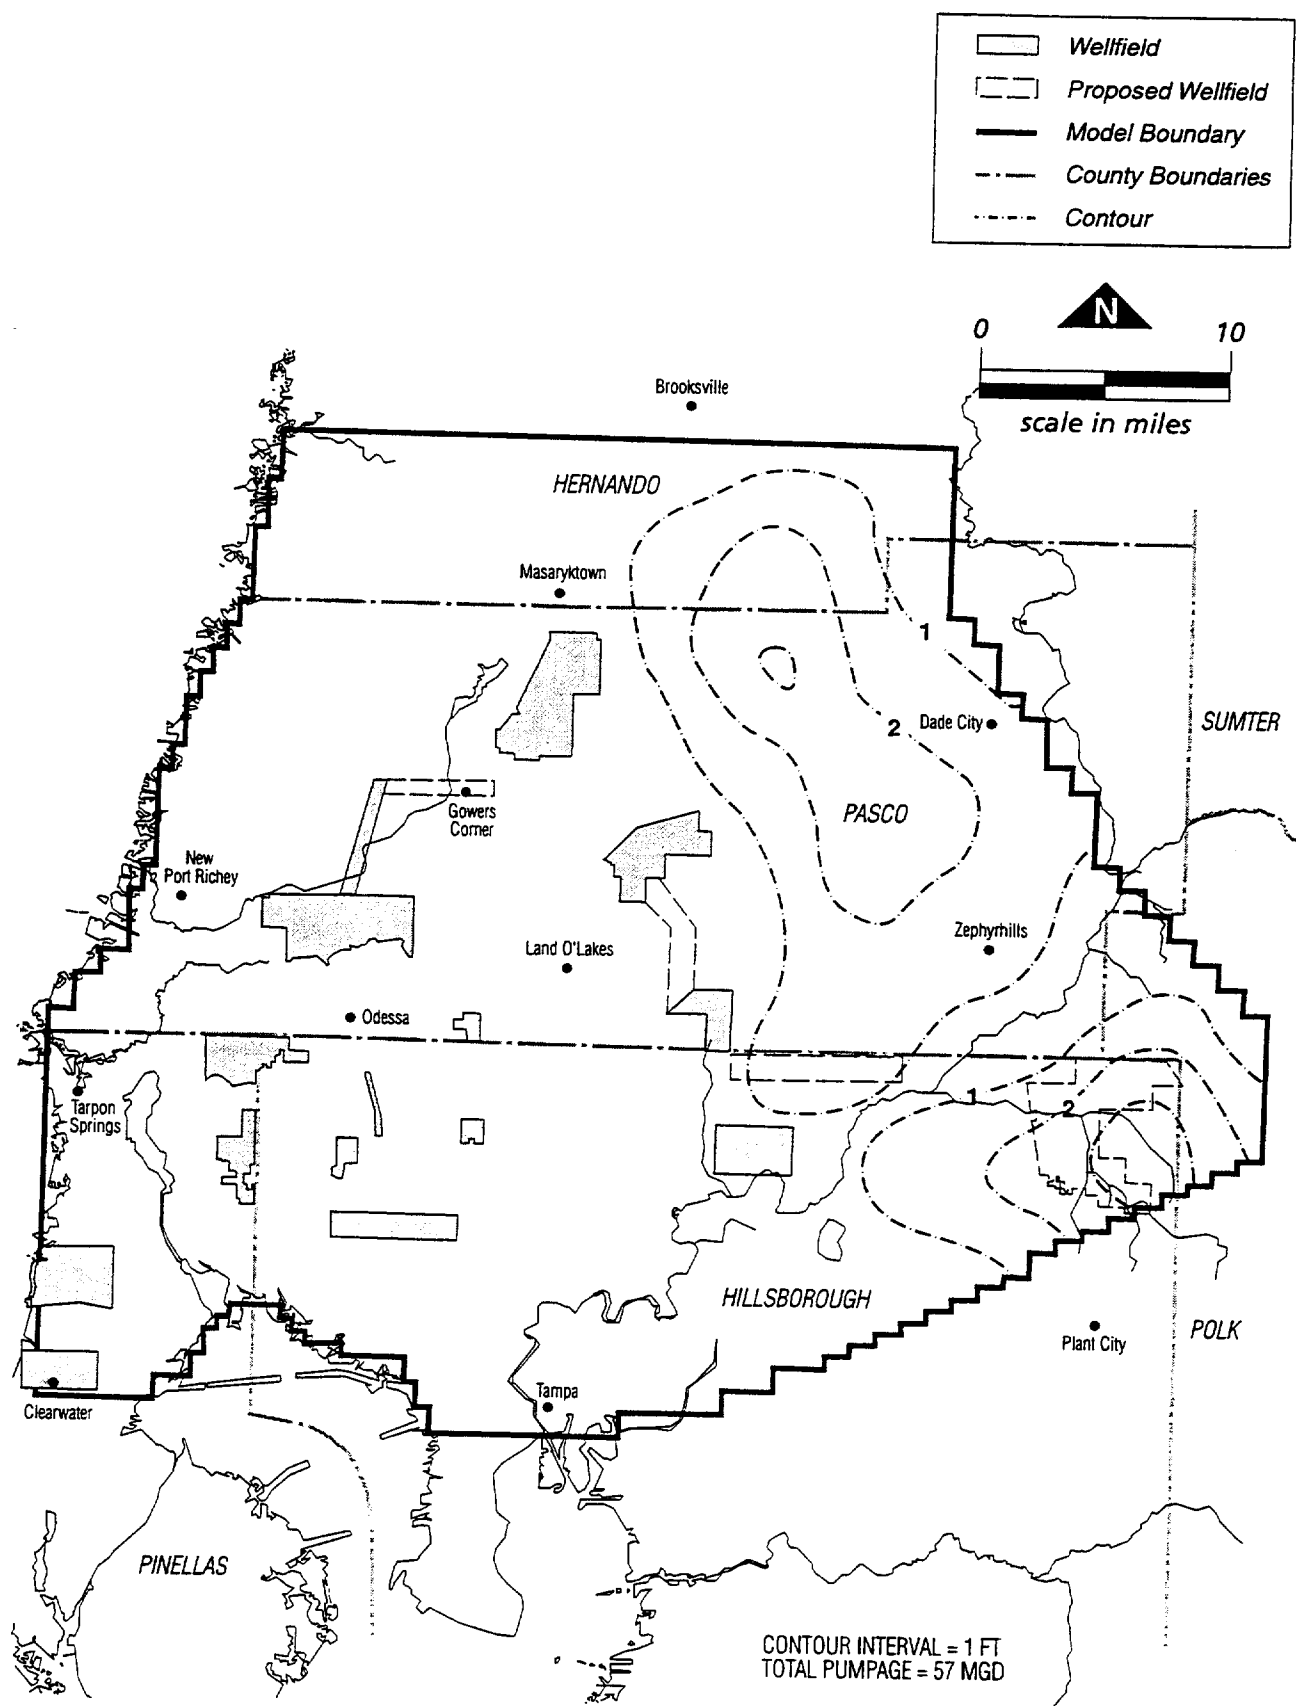 Wellfield
Proposed Wellfield
Model Boundary
County Boundaries
Contour
N
0
10
scale in miles
Brooksville
HERNANDO
Masaryktown
1
SUMTER
2
Dade City
PASCO
Gowers
Corner
New
Port Richey
Zephyrhills
Land O'Lakes
Odessa
1
2
Tarpon
Springs
HILLSBOROUGH
Plant City
POLK
Tampa
Clearwater
PINELLAS
CONTOUR INTERVAL = 1 FT
TOTAL PUMPAGE = 57 MGD